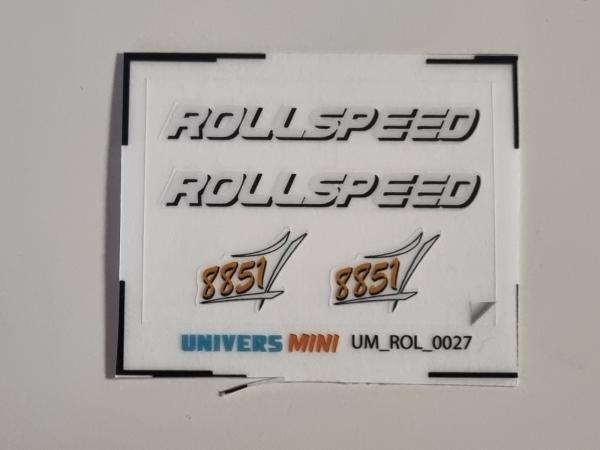 ROLLSPEED
ROLLSPEED
8851 8851
UNIVERS MINI UM_ROL_0027